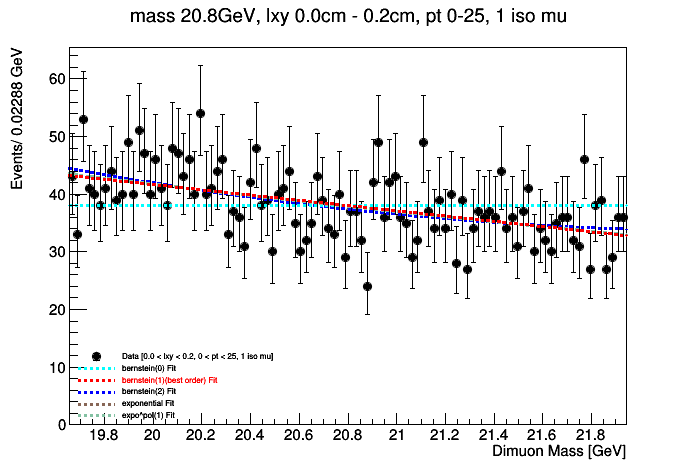 mass 20.8GeV, lxy 0.0cm - 0.2cm, pt 0-25, 1 iso mu
Events/ 0.02288 GeV
60
50
40
30
20
10
0
Data [0.0 < lxy < 0.2, 0 < pt < 25, 1 iso mu]
bernstein(0) Fit
bernstein(1)(best order) Fit
bernstein(2) Fit
exponential Fit
expo*pol(1) Fit
19.8 20 20.2 20.4 20.6 20.8 21 21.2 21.4 21.6 21.8
Dimuon Mass [GeV]